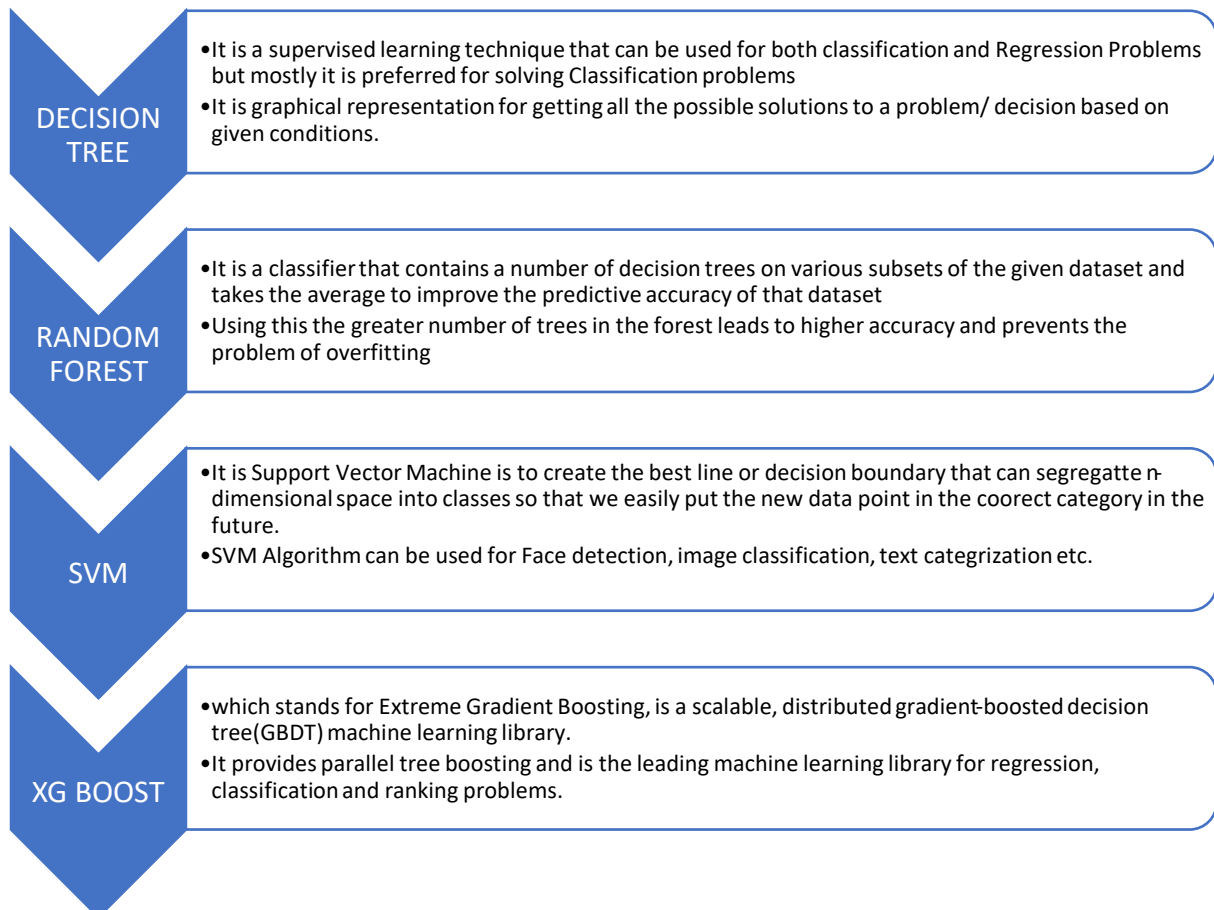 DECISION
TREE
•It is a supervised learning technique that can be used for both classification and Regression Problems
but mostly it is preferred for solving Classification problems
•It is graphical representation for getting all the possible solutions to a problem/ decision based on
given conditions.
RANDOM
FOREST
•It is a classifier that contains a number of decision trees on various subsets of the given dataset and
takes the average to improve the predictive accuracy of that dataset
•Using this the greater number of trees in the forest leads to higher accuracy and prevents the
problem of overfitting
SVM
•It is Support Vector Machine is to create the best line or decision boundary that can segregatte n-
dimensional space into classes so that we easily put the new data point in the coorect category in the
future.
•SVM Algorithm can be used for Face detection, image classification, text categrization etc.
XG BOOST
•which stands for Extreme Gradient Boosting, is a scalable, distributed gradient-boosted decision
tree(GBDT) machine learning library.
•It provides parallel tree boosting and is the leading machine learning library for regression,
classification and ranking problems.